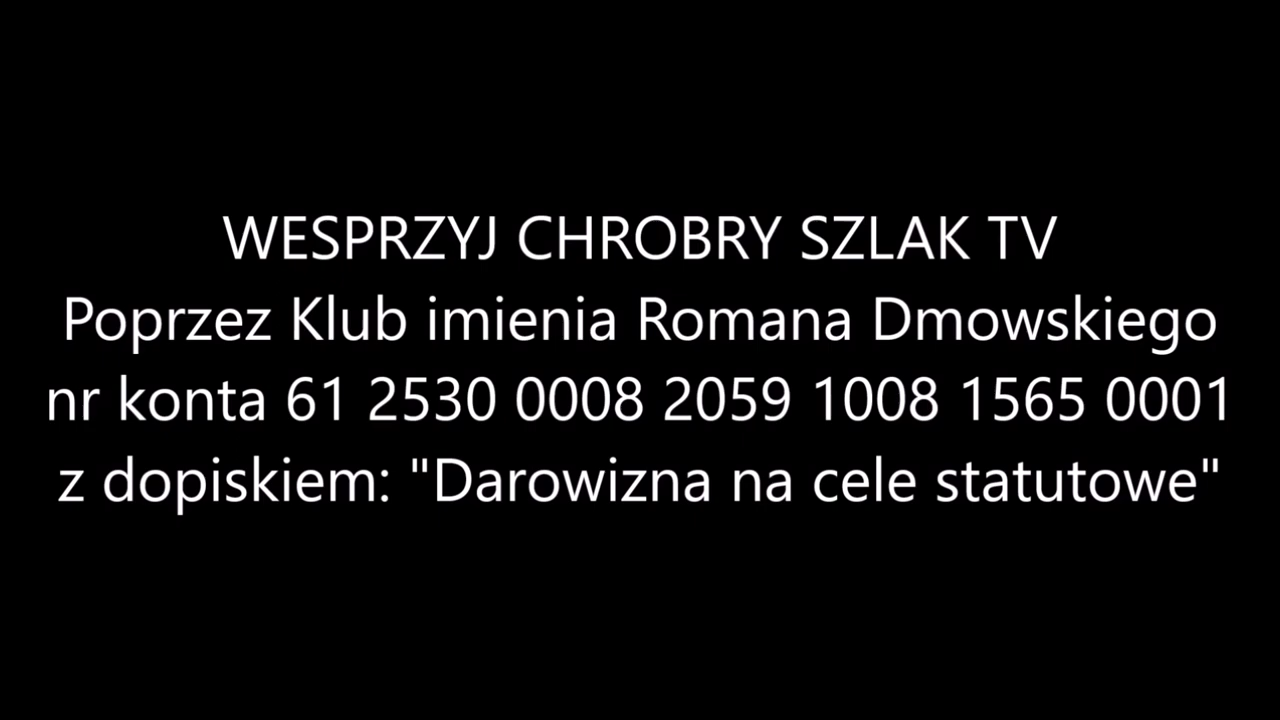 WESPRZYJ CHROBRY SZLAK TV
Poprzez Klub imienia Romana Dmowskiego
nr konta 61 2530 0008 2059 1008 1565 0001
z dopiskiem: "Darowizna na cele statutowe"